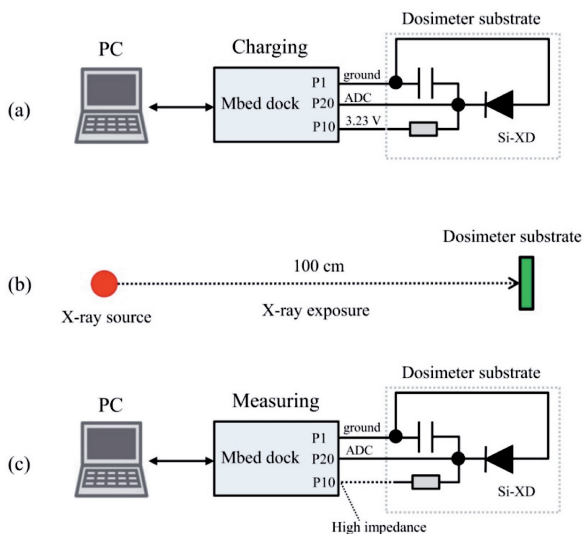 Dosimeter substrate
PC
Charging
(a)
Mbed dock
P1
ground
P20
ADC
P10
3.23 V
Si-XD
Dosimeter substrate
(b)
100 cm
X-ray source
X-ray exposure
Dosimeter substrate
PC
Measuring
(c)
Mbed dock
P1
ground
P20
ADC
P10
Si-XD
High impedance